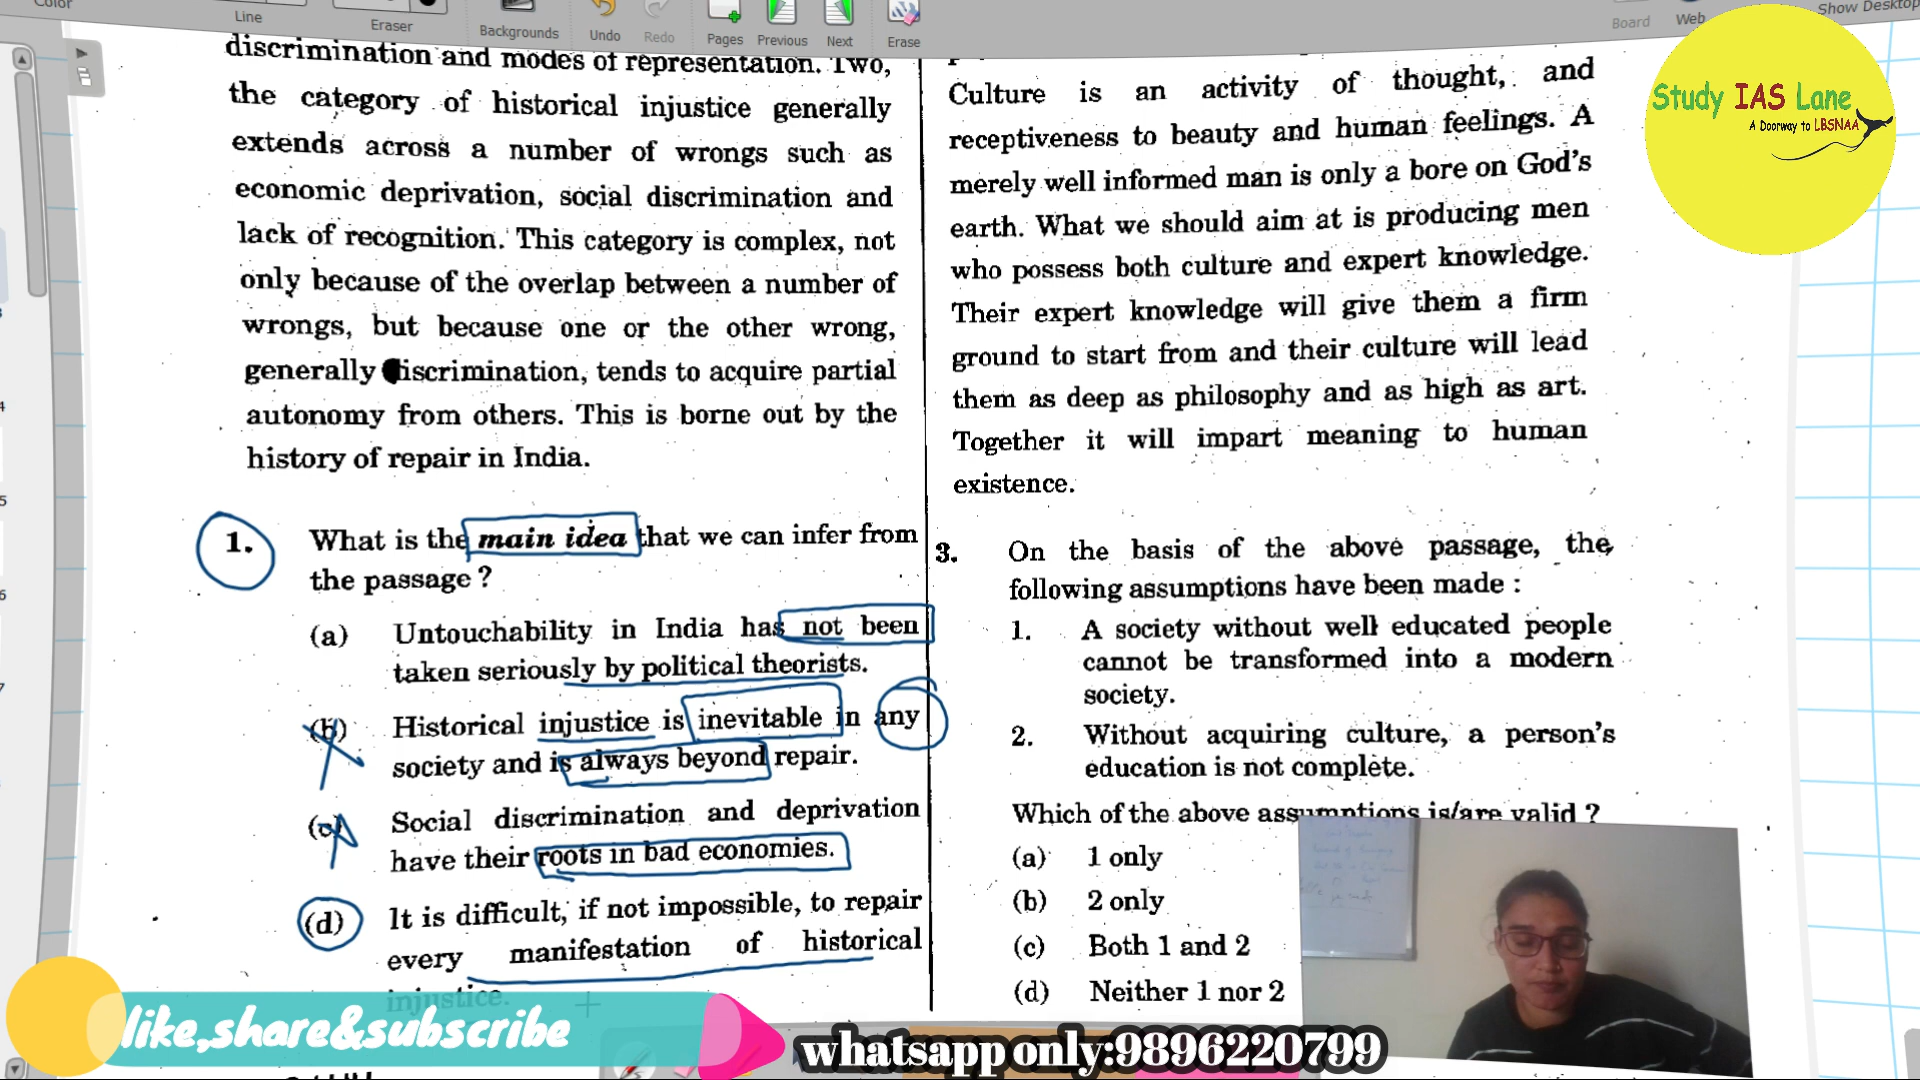 Color
Line
Eraser
Backgrounds
Undo
Redo
Pages
Previous
Next
Erase
Board
Web
Show Desktop
Study IAS Lane
A Doorway to LBSNAA
discrimination and modes of representation. Two,
the category of historical injustice generally
extends across a number of wrongs such as
economic deprivation, social discrimination and
lack of recognition. This category is complex, not
only because of the overlap between a number of
wrongs, but because one or the other wrong,
generally discrimination, tends to acquire partial
autonomy from others. This is borne out by the
history of repair in India.
1. What is the main idea that we can infer from
the passage ?
(a) Untouchability in India has not been
taken seriously by political theorists.
(b) Historical injustice is inevitable in any
society and is always beyond repair.
(c) Social discrimination and deprivation
have their roots in bad economies.
(d) It is difficult, if not impossible, to repair
every manifestation of historical
injustice.
Culture is an activity of thought, and
receptiveness to beauty and human feelings. A
merely well informed man is only a bore on God's
earth. What we should aim at is producing men
who possess both culture and expert knowledge.
Their expert knowledge will give them a firm
ground to start from and their culture will lead
them as deep as philosophy and as high as art.
Together it will impart meaning to human
existence.
3. On the basis of the above passage, the
following assumptions have been made :
1. A society without well educated people
cannot be transformed into a modern
society.
2. Without acquiring culture, a person's
education is not complete.
Which of the above assumptions is/are valid ?
(a) 1 only
(b) 2 only
(c) Both 1 and 2
(d) Neither 1 nor 2
like,share&subscribe
whatsapp only:9896220799